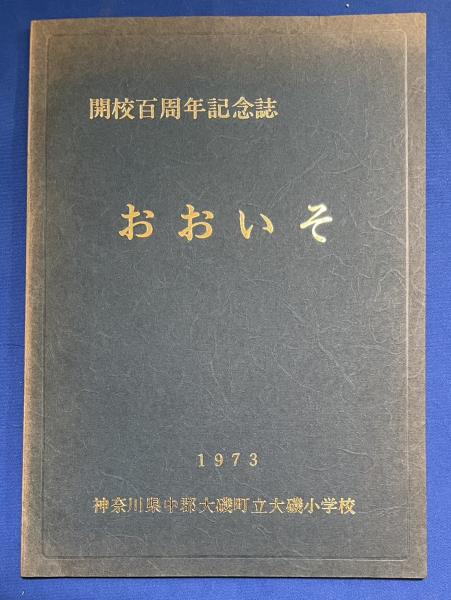 開校百周年記念誌
おおいそ
1973
神奈川県中郡大磯町立大磯小学校